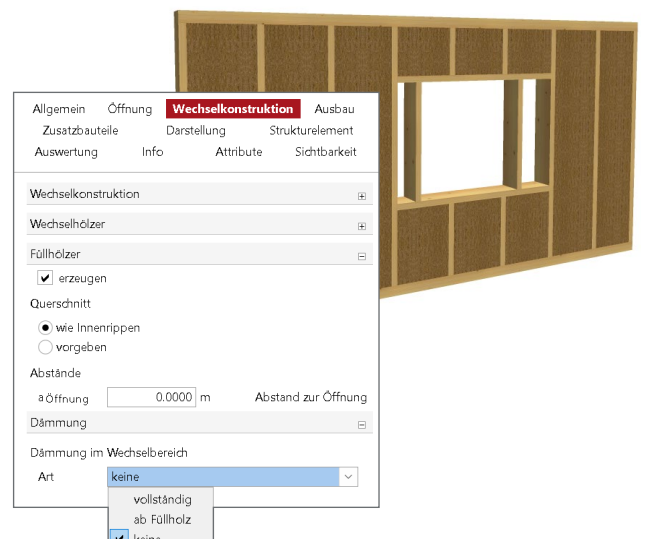 Allgemein Öffnung Wechselkonstruktion Ausbau
Zusatzbauteile Darstellung Strukturelement
Auswertung Info Attribute Sichtbarkeit
Wechselkonstruktion
Wechselhölzer
Füllhölzer
erzeugen
Querschnitt
wie Innenrippen
vorgeben
Abstände
a Öffnung 0.0000 m Abstand zur Öffnung
Dämmung
Dämmung im Wechselbereich
Art keine
vollständig
ab Füllholz
keine